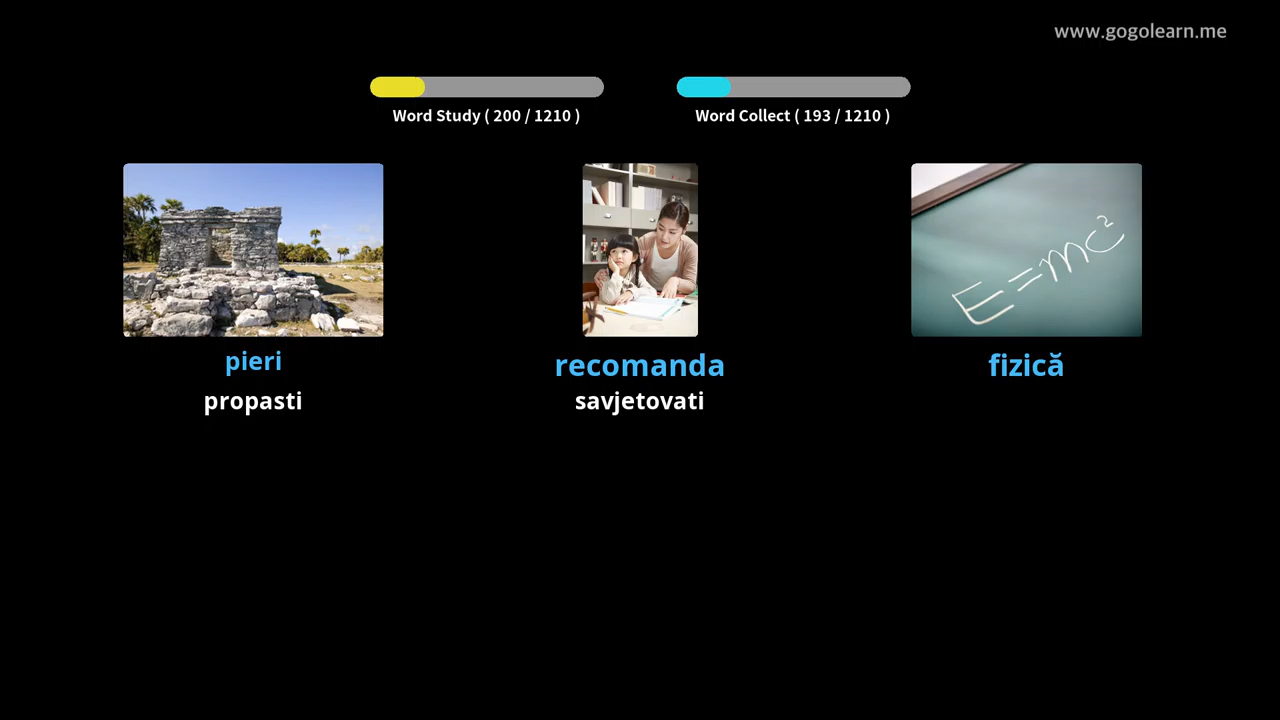 www.gogolearn.me
Word Study ( 200 / 1210 )
Word Collect ( 193 / 1210 )
E=mc²
pieri
recomanda
fizică
propasti
savjetovati